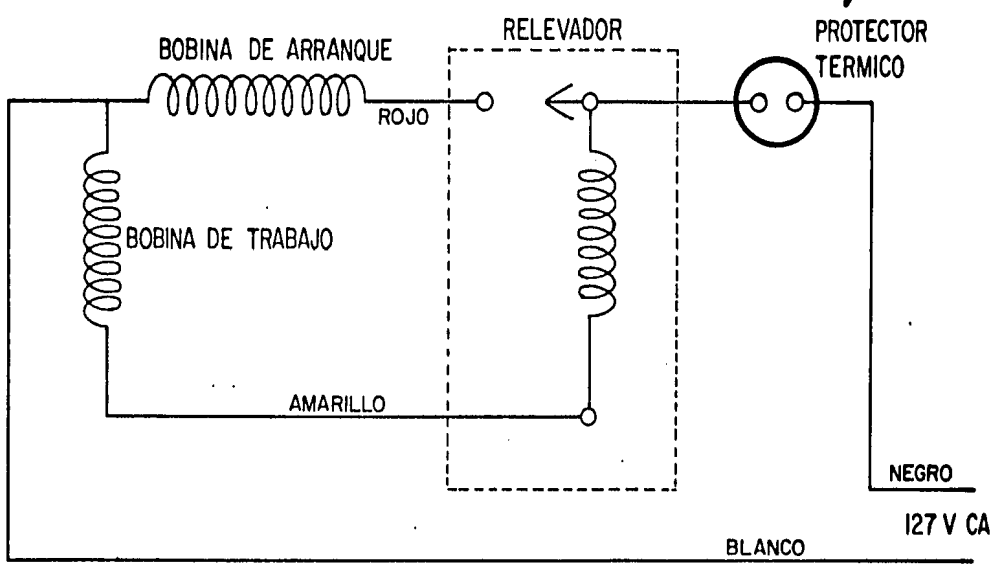 RELEVADOR
PROTECTOR
TERMICO
BOBINA DE ARRANQUE
ROJO
BOBINA DE TRABAJO
AMARILLO
NEGRO
127 V CA
BLANCO